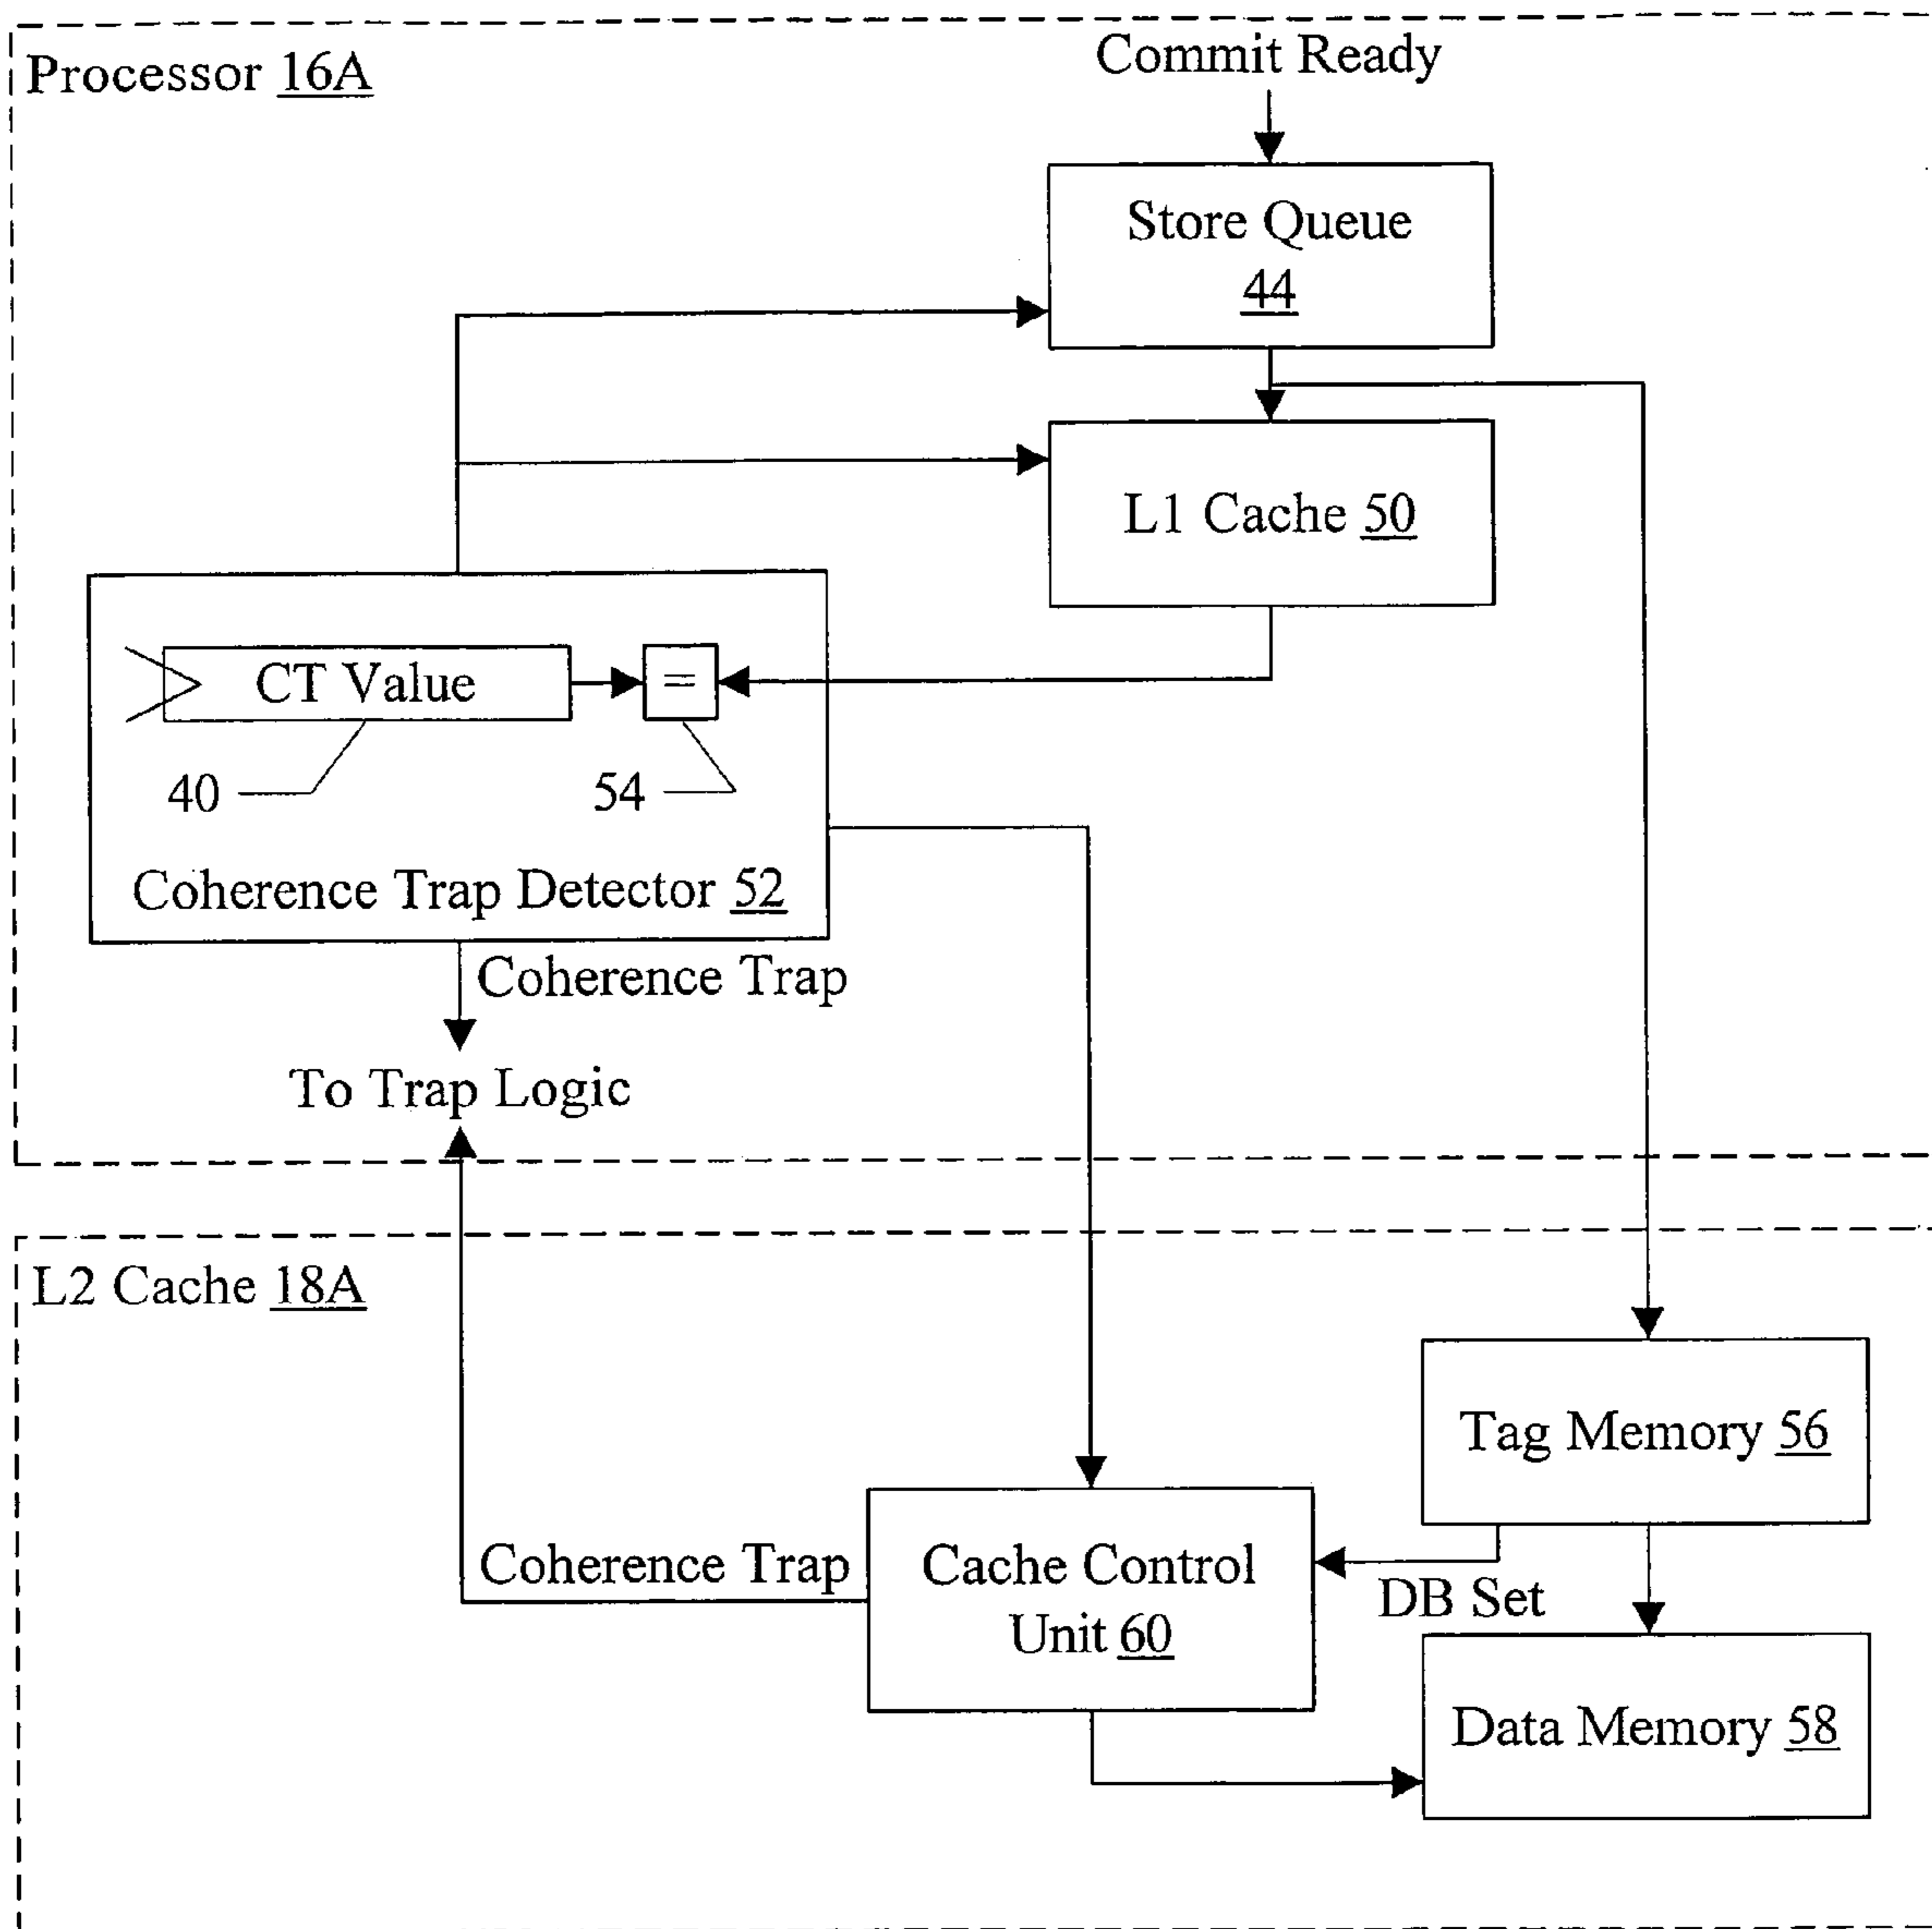 Processor 16A
Commit Ready
Store Queue
44
L1 Cache 50
CT Value
=
40
54
Coherence Trap Detector 52
Coherence Trap
To Trap Logic
L2 Cache 18A
Tag Memory 56
Coherence Trap
Cache Control
Unit 60
DB Set
Data Memory 58